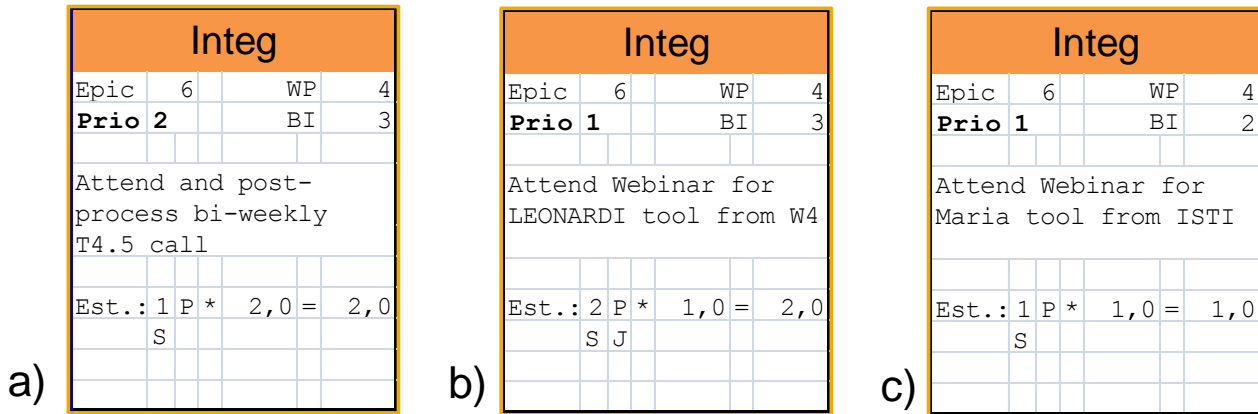 Integ
Epic 6 WP 4
Prio 2 BI 3
Attend and post-
process bi-weekly
T4.5 call
Est.: 1 P * 2,0 = 2,0
S
a)
Integ
Epic 6 WP 4
Prio 1 BI 3
Attend Webinar for
LEONARDI tool from W4
Est.: 2 P * 1,0 = 2,0
S J
b)
Integ
Epic 6 WP 4
Prio 1 BI 2
Attend Webinar for
Maria tool from ISTI
Est.: 1 P * 1,0 = 1,0
S
c)